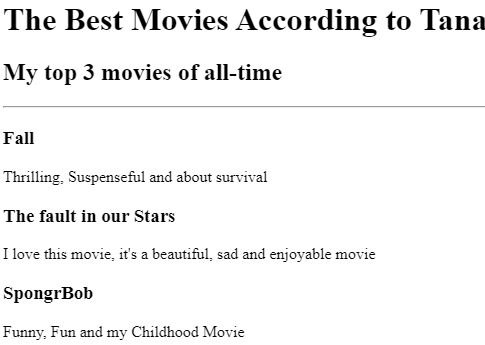 The Best Movies According to Tana
My top 3 movies of all-time
Fall
Thrilling, Suspenseful and about survival
The fault in our Stars
I love this movie, it's a beautiful, sad and enjoyable movie
SpongrBob
Funny, Fun and my Childhood Movie